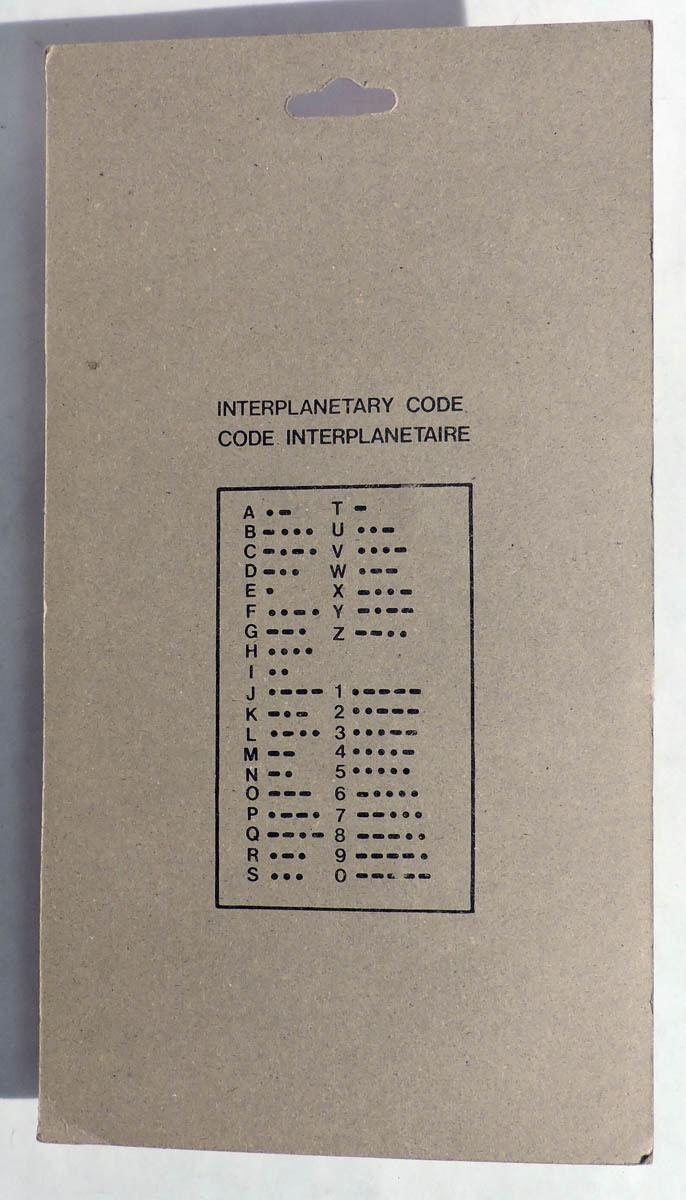 INTERPLANETARY CODE
CODE INTERPLANETAIRE
A •–
B –•••
C –•–•
D –••
E •
F ••–•
G ––•
H ••••
I ••
J •–––
K –•–
L •–••
M ––
N –•
O –––
P •––•
Q ––•–
R •–•
S •••
T –
U ••–
V •••–
W •––
X –••–
Y –•––
Z ––••
1 •––––
2 ••–––
3 •••––
4 ••••–
5 •••••
6 –••••
7 ––•••
8 –––••
9 ––––•
0 –––––